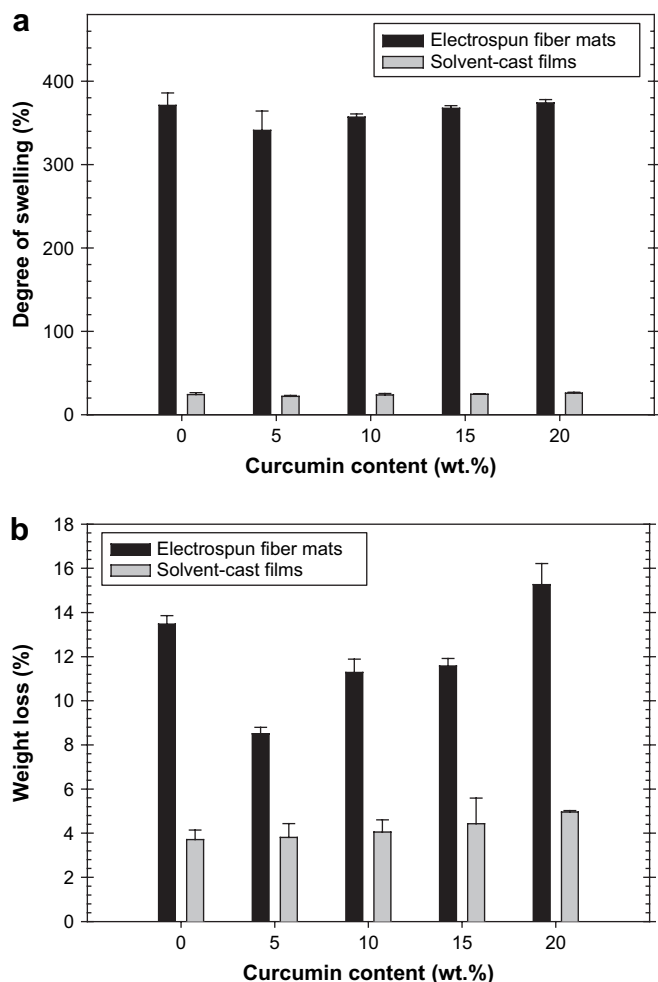 a
Electrospun fiber mats
Solvent-cast films
Degree of swelling (%)
400
300
200
100
0
0 5 10 15 20
Curcumin content (wt.%)
b
Electrospun fiber mats
Solvent-cast films
Weight loss (%)
18
16
14
12
10
8
6
4
2
0
0 5 10 15 20
Curcumin content (wt.%)